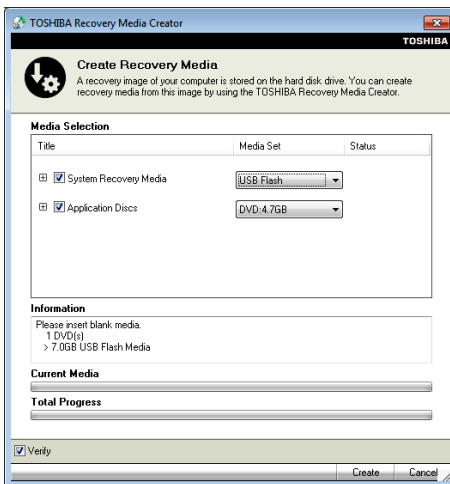 TOSHIBA Recovery Media Creator
TOSHIBA
Create Recovery Media
A recovery image of your computer is stored on the hard disk drive. You can create
recovery media from this image by using the TOSHIBA Recovery Media Creator.
Media Selection
Title Media Set Status
System Recovery Media USB Flash
Application Discs DVD:4.7GB
Information
Please insert blank media.
1 DVD(s)
> 7.0GB USB Flash Media
Current Media
Total Progress
Verify
Create Cancel